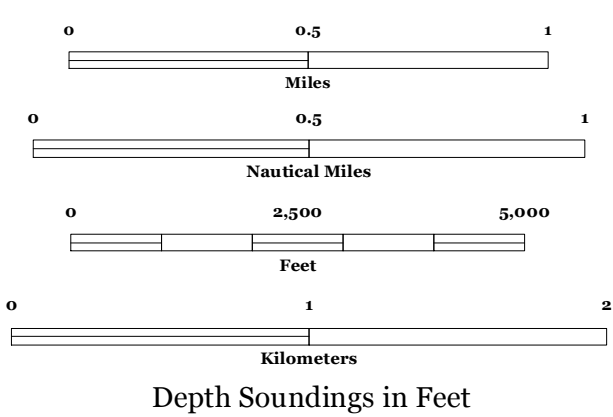 0 0.5 1
Miles
0 0.5 1
Nautical Miles
0 2,500 5,000
Feet
0 1 2
Kilometers
Depth Soundings in Feet